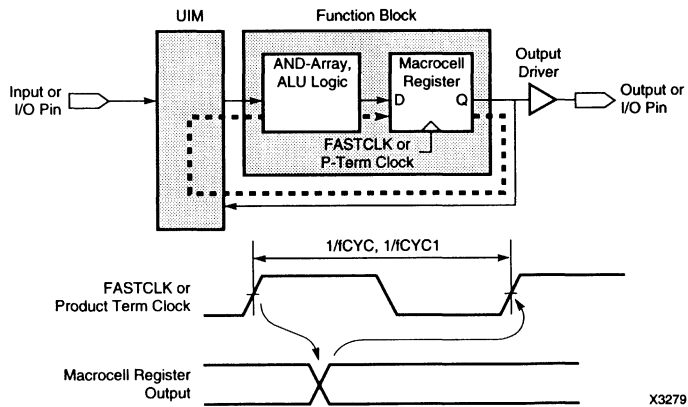 UIM
Function Block
AND-Array,
ALU Logic
Macrocell
Register
Output
Driver
Input or
I/O Pin
D
Q
Output or
I/O Pin
FASTCLK or
P-Term Clock
1/fCYC, 1/fCYC1
FASTCLK or
Product Term Clock
Macrocell Register
Output
X3279